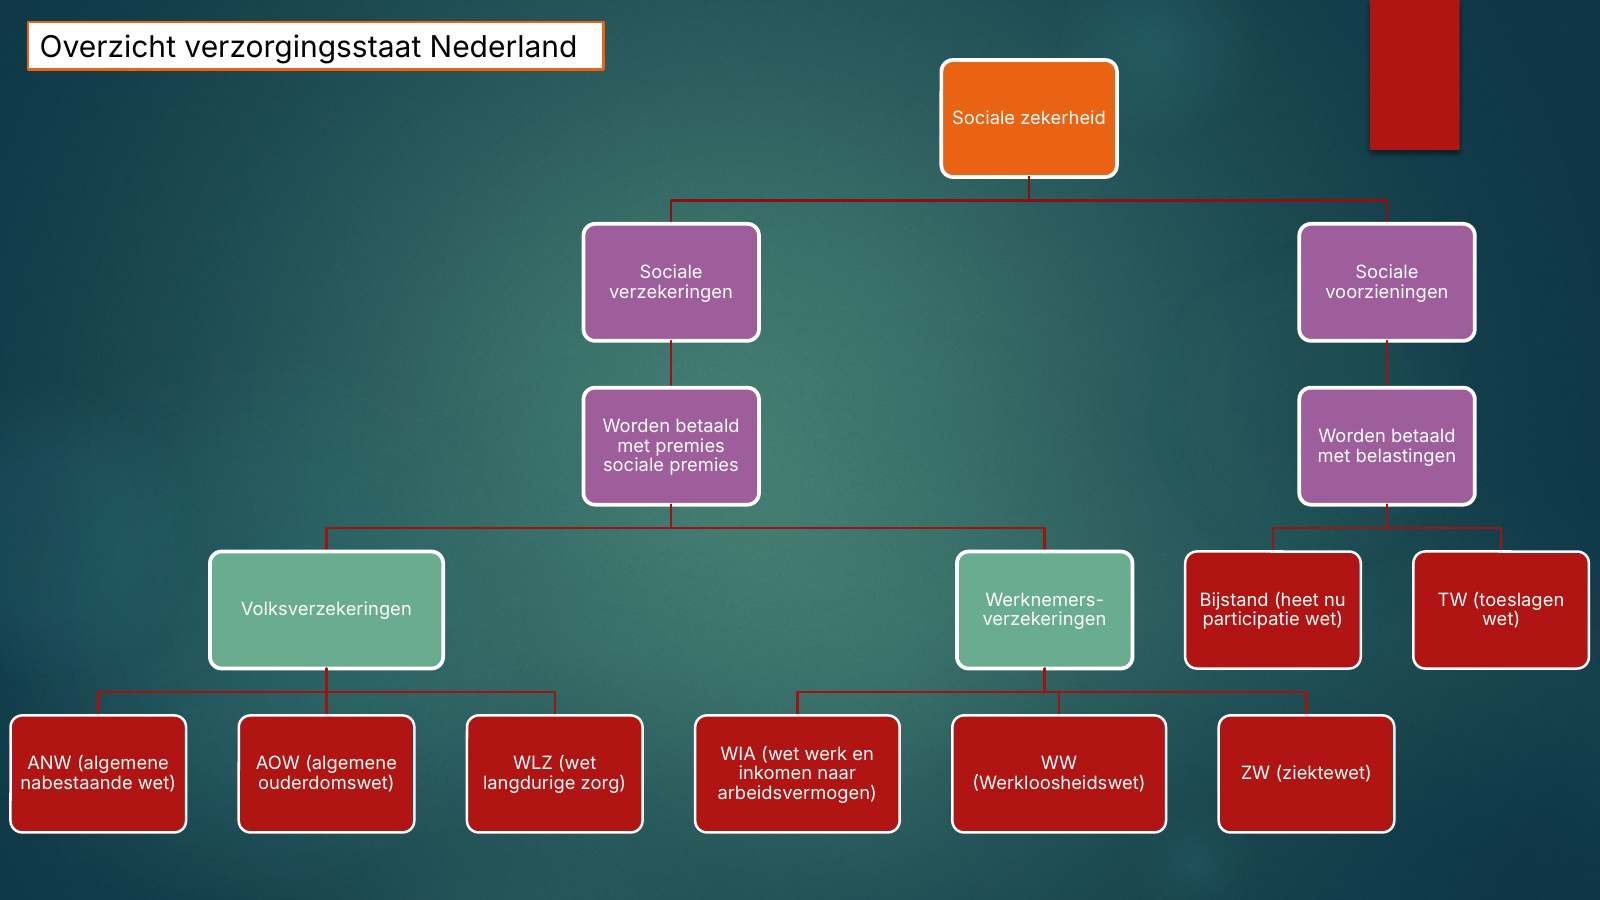 Overzicht verzorgingsstaat Nederland
Sociale zekerheid
Sociale
verzekeringen
Sociale
voorzieningen
Worden betaald
met premies
sociale premies
Worden betaald
met belastingen
Volksverzekeringen
Werknemers-
verzekeringen
Bijstand (heet nu
participatie wet)
TW (toeslagen
wet)
ANW (algemene
nabestaande wet)
AOW (algemene
ouderdomswet)
WLZ (wet
langdurige zorg)
WIA (wet werk en
inkomen naar
arbeidsvermogen)
WW
(Werkloosheidswet)
ZW (ziektewet)